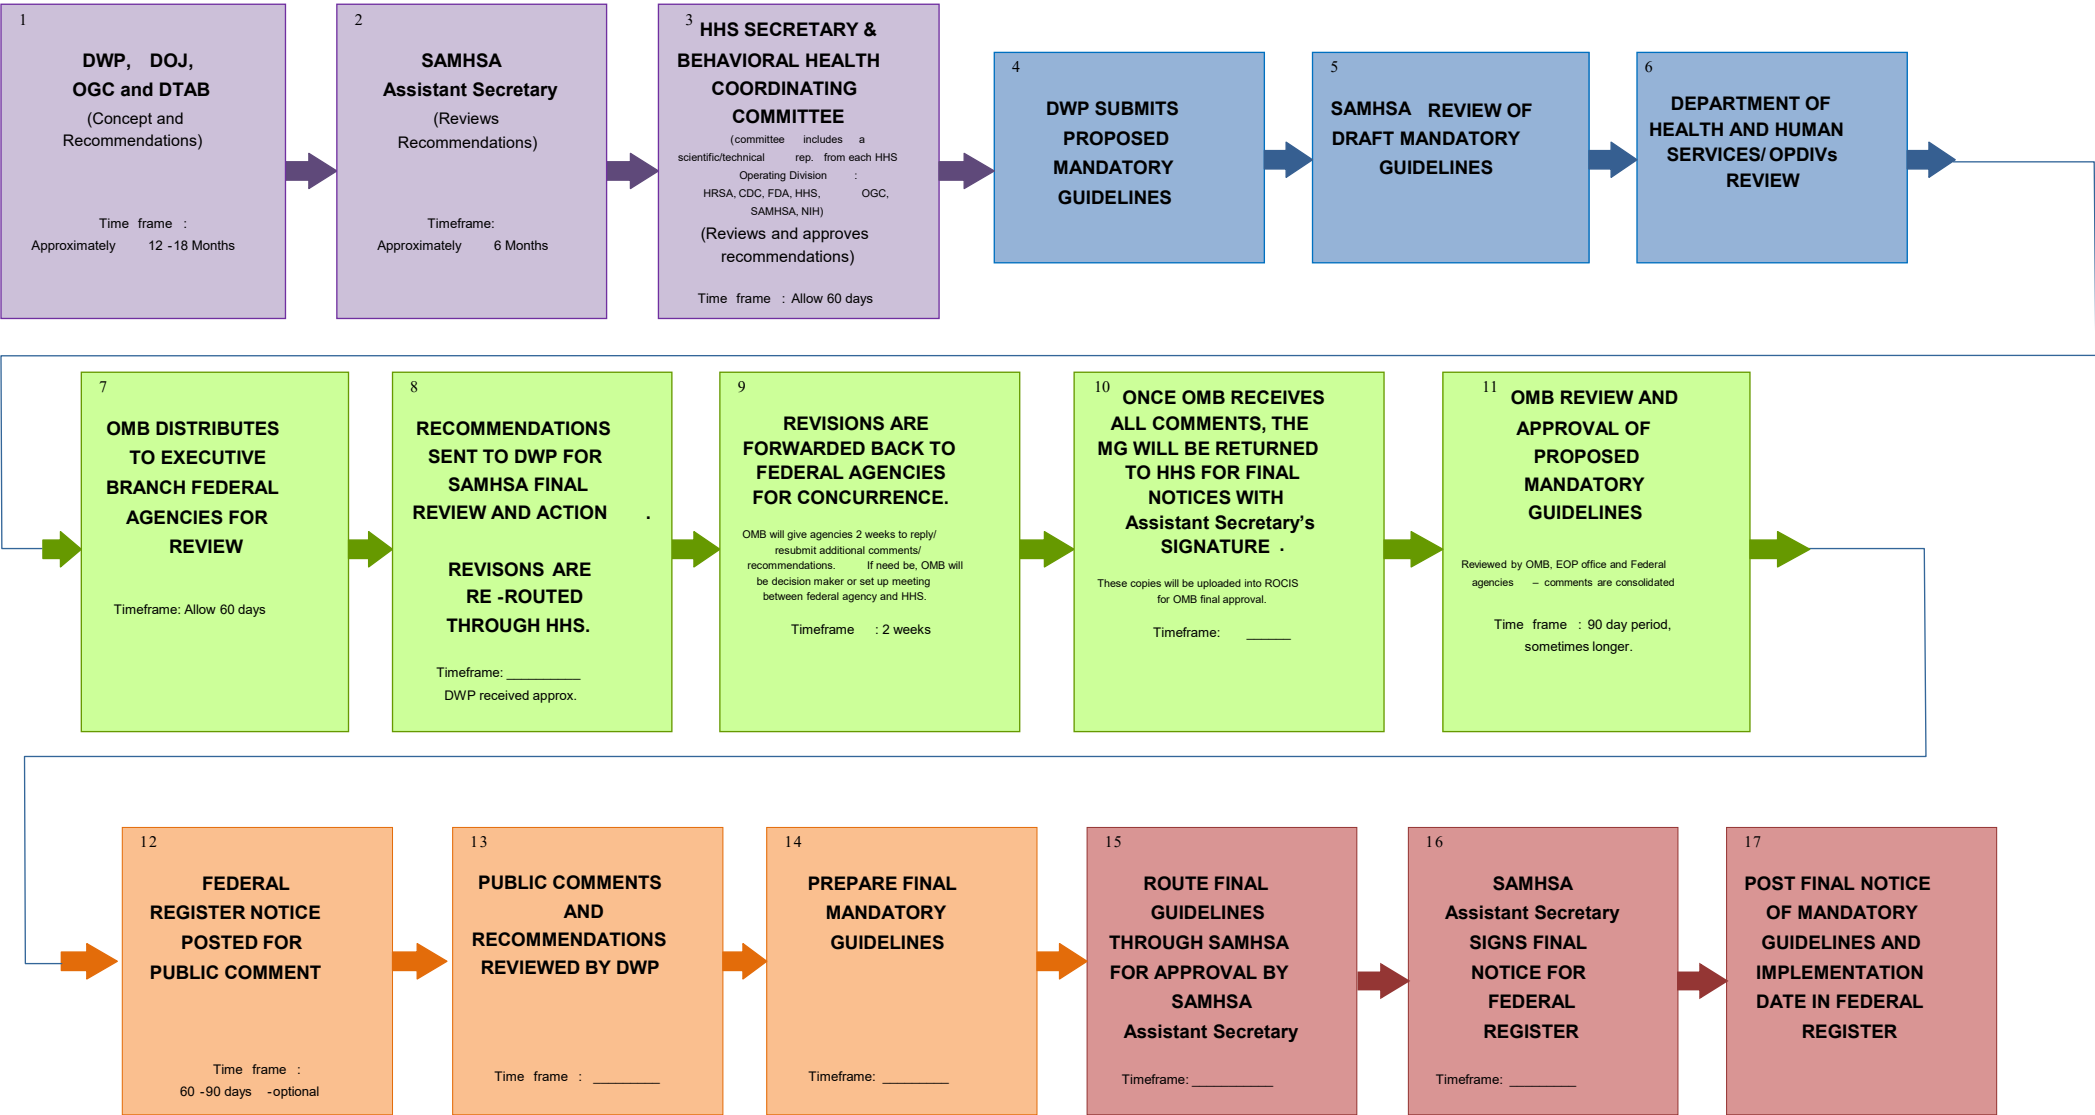 1
DWP, DOJ,
OGC and DTAB
(Concept and
Recommendations)
Time frame :
Approximately 12 -18 Months
2
SAMHSA
Assistant Secretary
(Reviews
Recommendations)
Timeframe:
Approximately 6 Months
3
HHS SECRETARY &
BEHAVIORAL HEALTH
COORDINATING
COMMITTEE
(committee includes a
scientific/technical rep. from each HHS
Operating Division :
HRSA, CDC, FDA, HHS, OGC,
SAMHSA, NIH)
(Reviews and approves
recommendations)
Time frame : Allow 60 days
4
DWP SUBMITS
PROPOSED
MANDATORY
GUIDELINES
5
SAMHSA REVIEW OF
DRAFT MANDATORY
GUIDELINES
6
DEPARTMENT OF
HEALTH AND HUMAN
SERVICES/ OPDIVs
REVIEW
7
OMB DISTRIBUTES
TO EXECUTIVE
BRANCH FEDERAL
AGENCIES FOR
REVIEW
Timeframe: Allow 60 days
8
RECOMMENDATIONS
SENT TO DWP FOR
SAMHSA FINAL
REVIEW AND ACTION .
REVISONS ARE
RE -ROUTED
THROUGH HHS.
Timeframe: __________
DWP received approx.
9
REVISIONS ARE
FORWARDED BACK TO
FEDERAL AGENCIES
FOR CONCURRENCE.
OMB will give agencies 2 weeks to reply/
resubmit additional comments/
recommendations. If need be, OMB will
be decision maker or set up meeting
between federal agency and HHS.
Timeframe : 2 weeks
10
ONCE OMB RECEIVES
ALL COMMENTS, THE
MG WILL BE RETURNED
TO HHS FOR FINAL
NOTICES WITH
Assistant Secretary's
SIGNATURE .
These copies will be uploaded into ROCIS
for OMB final approval.
Timeframe: ______
11
OMB REVIEW AND
APPROVAL OF
PROPOSED
MANDATORY
GUIDELINES
Reviewed by OMB, EOP office and Federal
agencies – comments are consolidated
Time frame : 90 day period,
sometimes longer.
12
FEDERAL
REGISTER NOTICE
POSTED FOR
PUBLIC COMMENT
Time frame :
60 -90 days -optional
13
PUBLIC COMMENTS
AND
RECOMMENDATIONS
REVIEWED BY DWP
Time frame : _________
14
PREPARE FINAL
MANDATORY
GUIDELINES
Timeframe: _________
15
ROUTE FINAL
GUIDELINES
THROUGH SAMHSA
FOR APPROVAL BY
SAMHSA
Assistant Secretary
Timeframe: ___________
16
SAMHSA
Assistant Secretary
SIGNS FINAL
NOTICE FOR
FEDERAL
REGISTER
Timeframe: _________
17
POST FINAL NOTICE
OF MANDATORY
GUIDELINES AND
IMPLEMENTATION
DATE IN FEDERAL
REGISTER